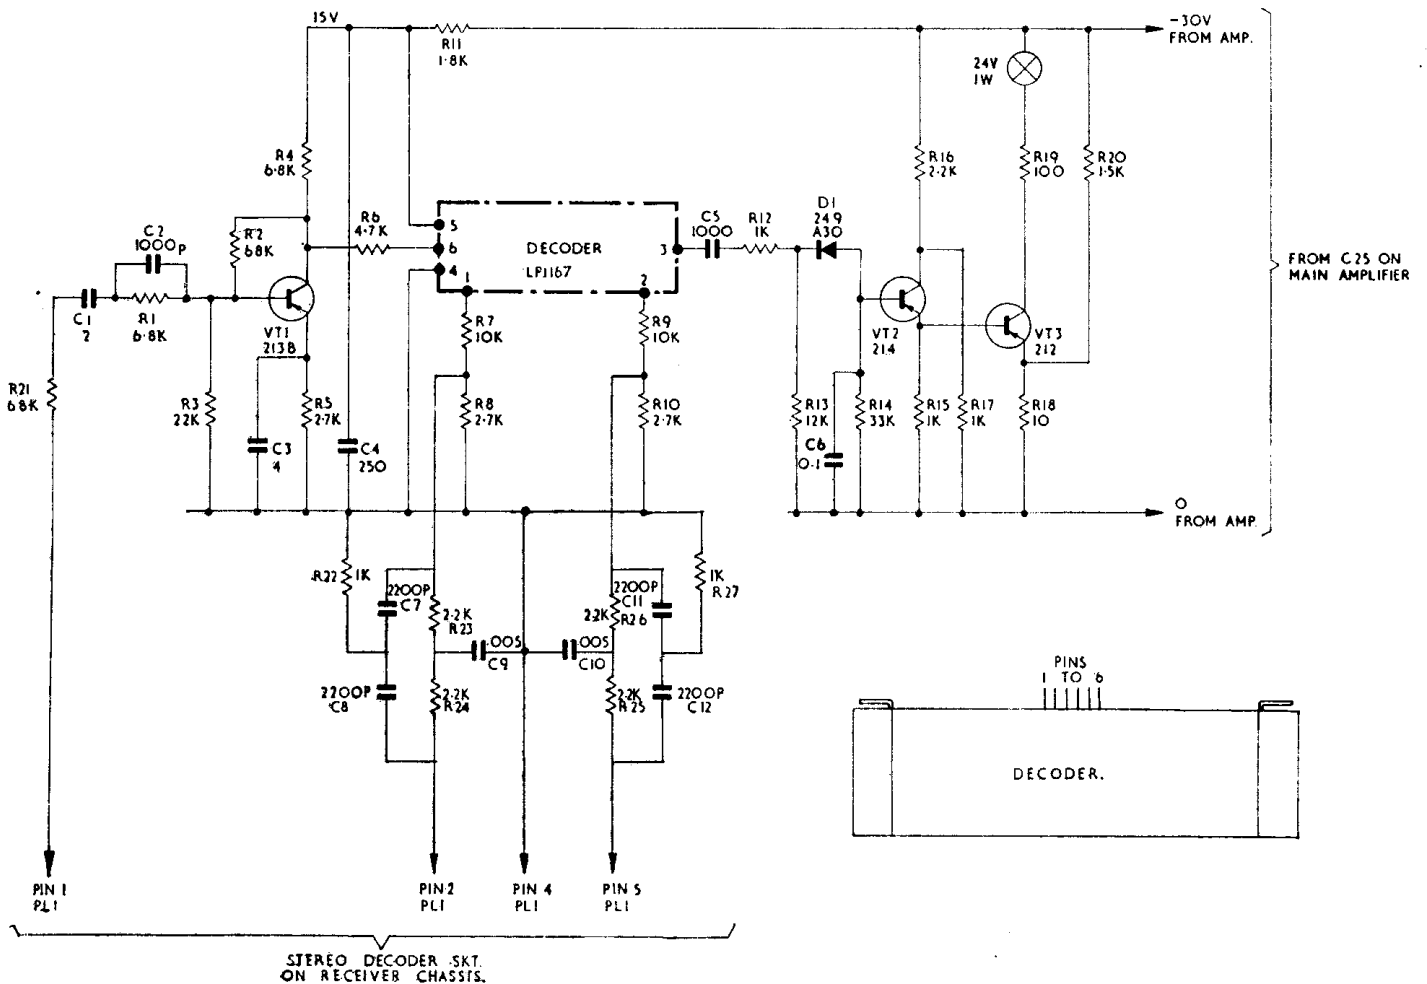 15V
R11
1·8K
-30V
FROM AMP.
24V
1W
R4
6·8K
R16
2·2K
R19
100
R20
1·5K
C2
1000p
R2
68K
R6
4·7K
5
6
4
DECODER
LP1167
3
1
2
C5
1000
R12
1K
D1
249
A30
FROM C25 ON
MAIN AMPLIFIER
C1
2
R1
6·8K
VT1
213B
R7
10K
R9
10K
VT2
214
VT3
212
R21
68K
R3
22K
R5
2·7K
R8
2·7K
R10
2·7K
R13
12K
R14
33K
R15
1K
R17
1K
R18
10
C3
4
C4
250
C6
0·1
0
FROM AMP.
R22
1K
2200P
C7
2·2K
R23
.005
C9
.005
C10
2200P
C11
2·2K
R26
1K
R27
2200P
C8
2·2K
R24
2·2K
R25
2200P
C12
PINS
1 TO 6
DECODER.
PIN 1
PL1
PIN 2
PL1
PIN 4
PL1
PIN 5
PL1
STEREO DECODER SKT.
ON RECEIVER CHASSIS.